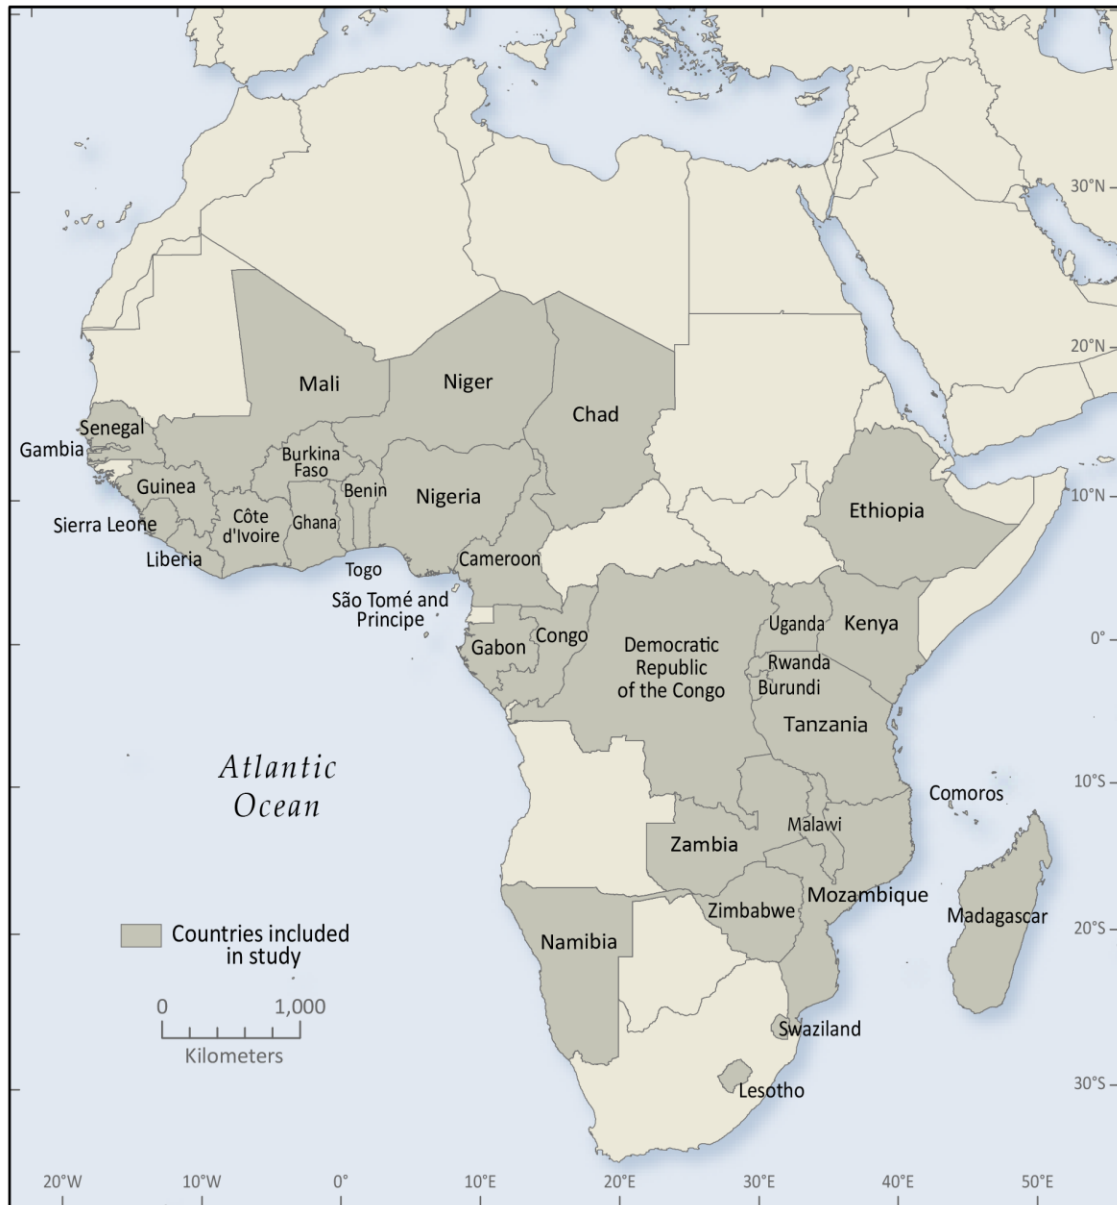 30°N
20°N
Mali
Niger
Chad
Senegal
Gambia
Burkina
Faso
Guinea
Benin
Nigeria
10°N
Ethiopia
Sierra Leone
Côte
d'Ivoire
Ghana
Liberia
Cameroon
Togo
São Tomé and
Principe
Uganda
Kenya
0°
Gabon
Congo
Democratic
Republic
of the Congo
Rwanda
Burundi
Tanzania
Atlantic
Ocean
10°S
Comoros
Malawi
Zambia
Mozambique
Zimbabwe
Madagascar
20°S
Countries included
in study
Namibia
0
1,000
Kilometers
Swaziland
30°S
Lesotho
20°W
10°W
0°
10°E
20°E
30°E
40°E
50°E